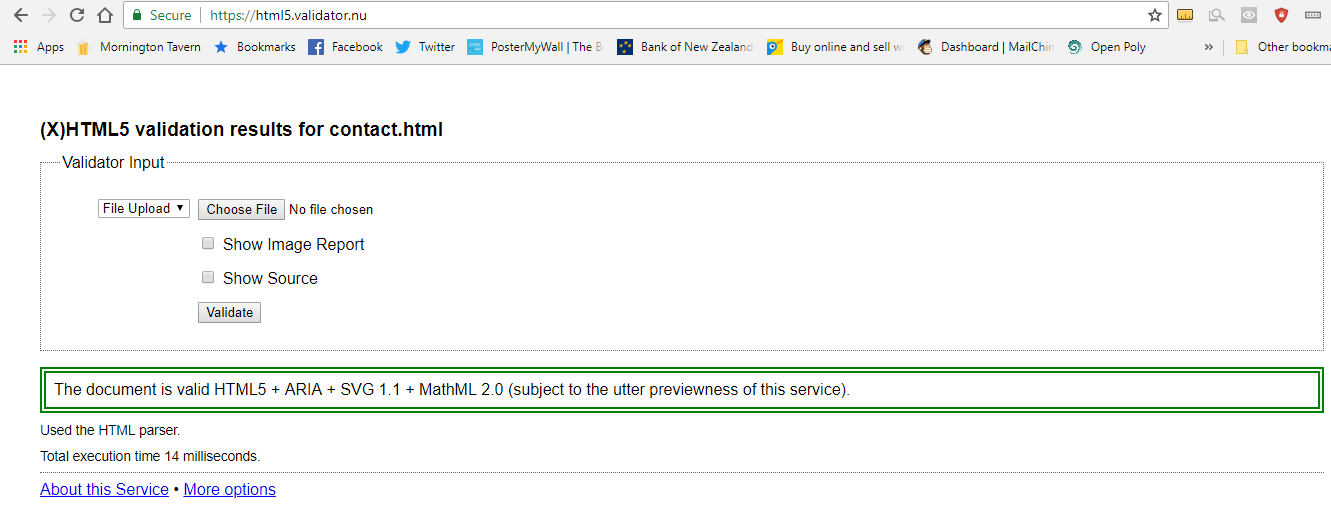 Secure https://html5.validator.nu
Apps Mornington Tavern Bookmarks Facebook Twitter PosterMyWall | The B Bank of New Zealand Buy online and sell w Dashboard | MailChin Open Poly » Other bookma
(X)HTML5 validation results for contact.html
Validator Input
File Upload ▼ Choose File No file chosen
Show Image Report
Show Source
Validate
The document is valid HTML5 + ARIA + SVG 1.1 + MathML 2.0 (subject to the utter previewness of this service).
Used the HTML parser.
Total execution time 14 milliseconds.
About this Service • More options